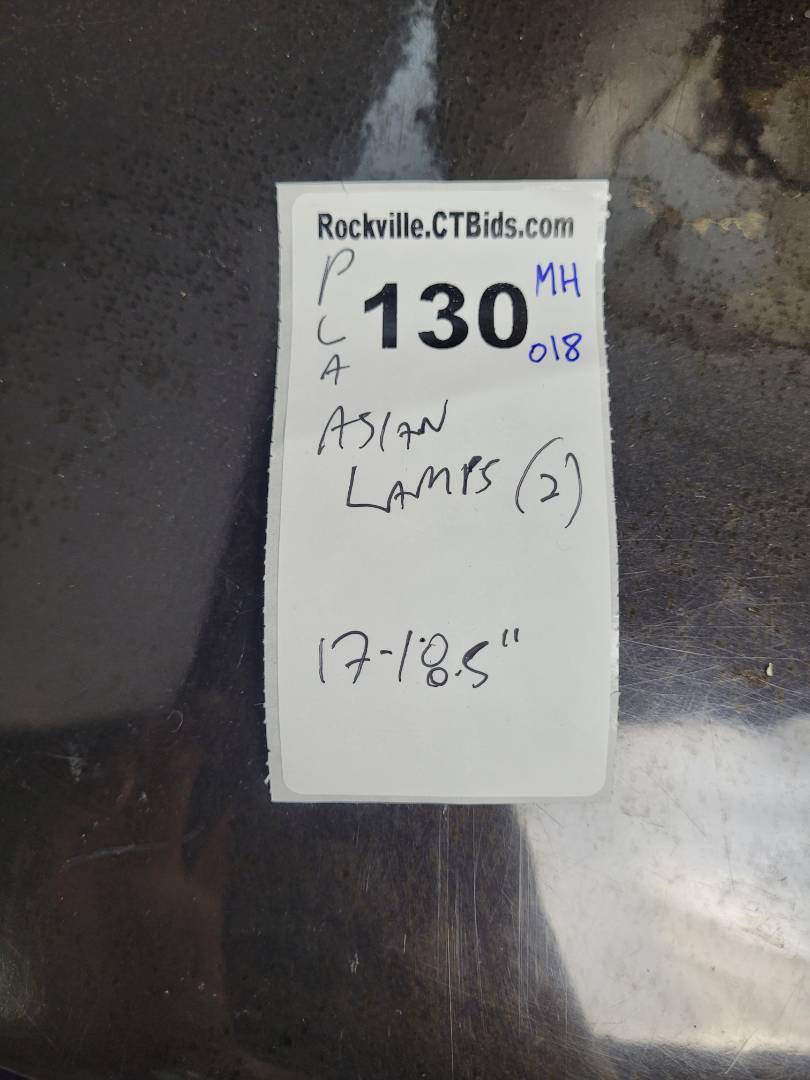 Rockville.CTBids.com
P
C
A
130
MH
018
ASIAN
LAMPS (2)
17-18.5"